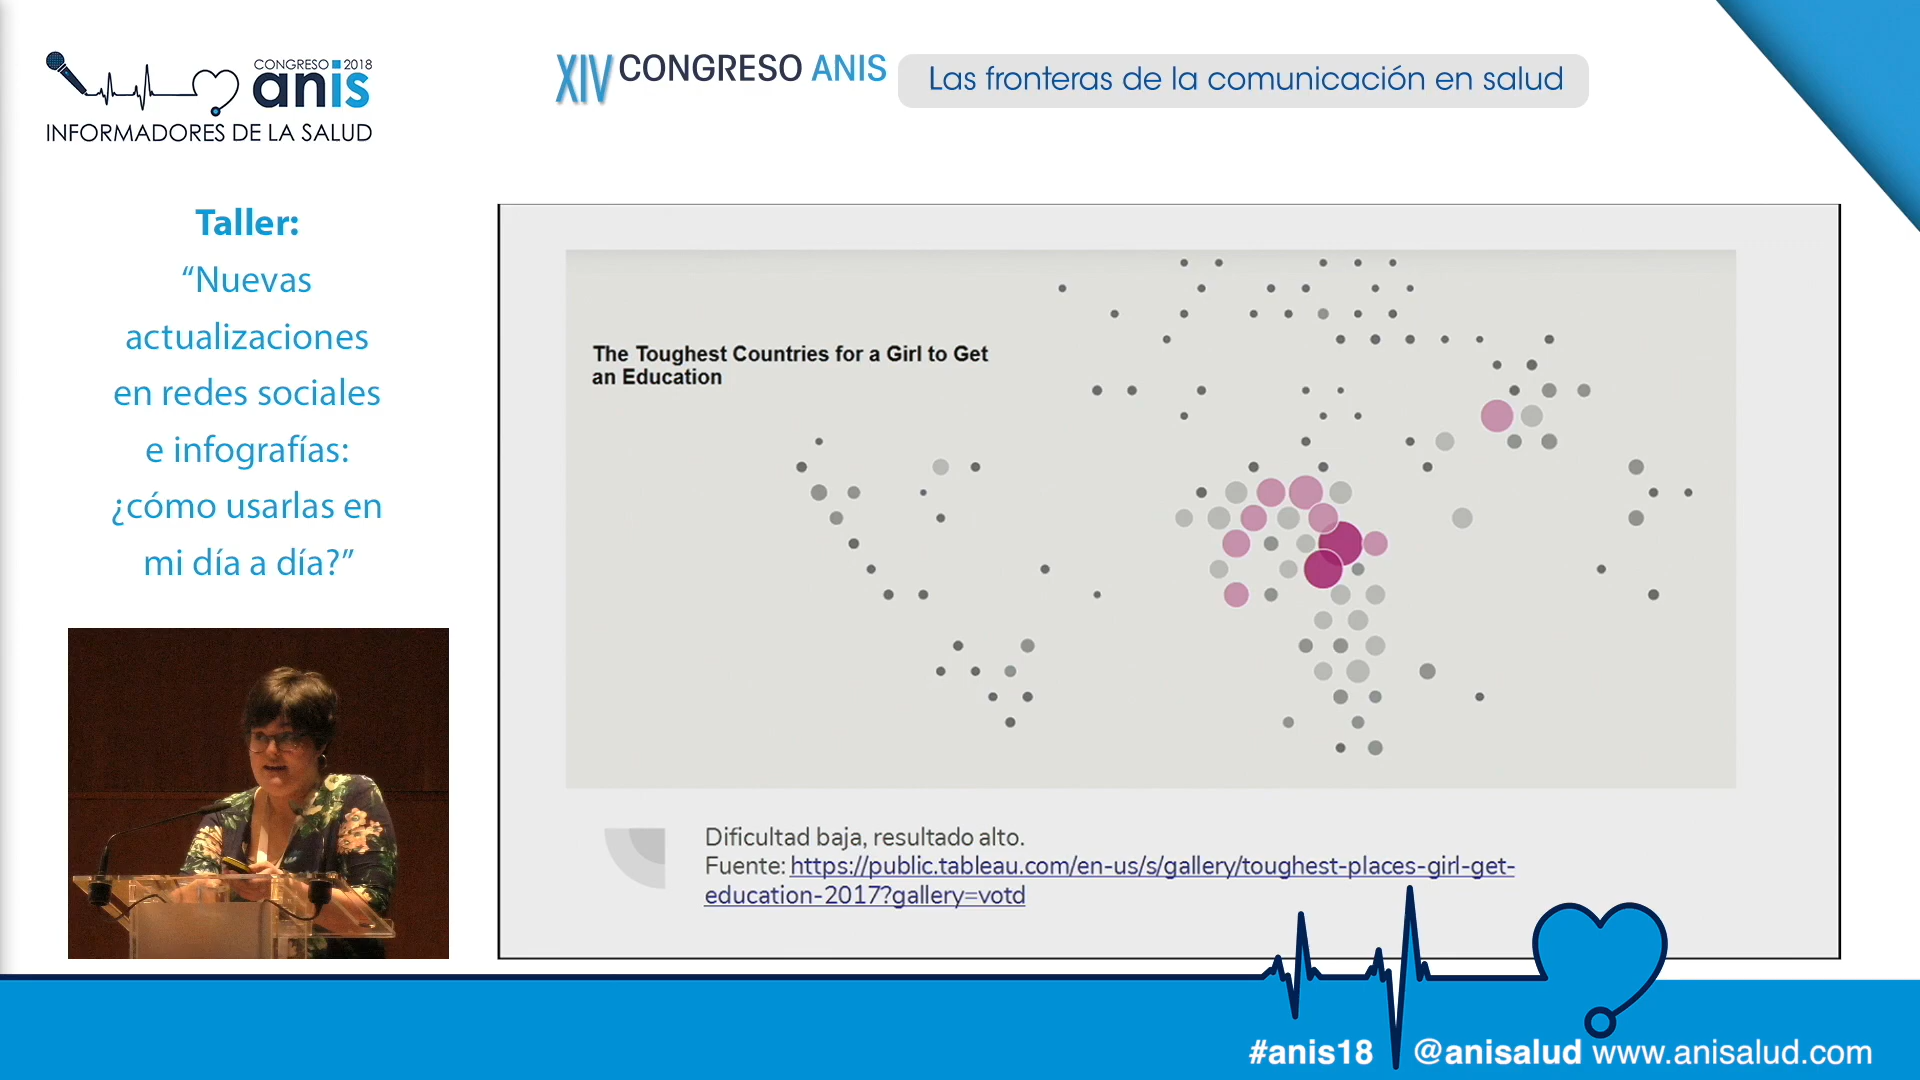 CONGRESO 2018
anis
INFORMADORES DE LA SALUD
XIV CONGRESO ANIS
Las fronteras de la comunicación en salud
Taller:
“Nuevas
actualizaciones
en redes sociales
e infografías:
¿cómo usarlas en
mi día a día?”
The Toughest Countries for a Girl to Get
an Education
Dificultad baja, resultado alto.
Fuente: https://public.tableau.com/en-us/s/gallery/toughest-places-girl-get-
education-2017?gallery=votd
#anis18 @anisalud www.anisalud.com